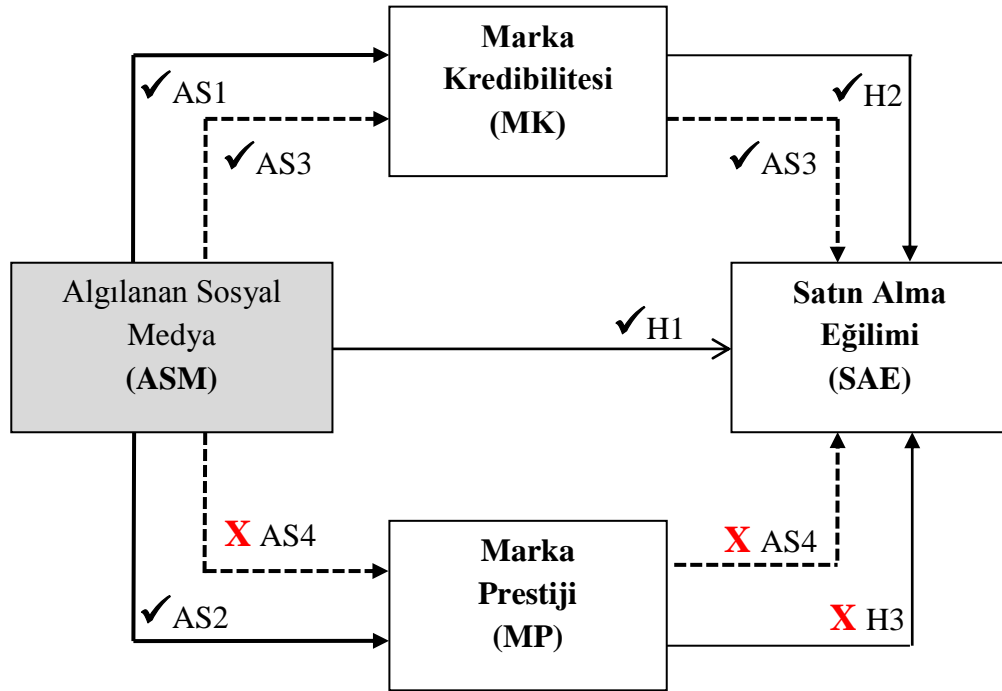 Marka
Kredibilitesi
(MK)
✓AS1
✓H2
✓AS3
✓AS3
Algılanan Sosyal
Medya
(ASM)
✓H1
Satın Alma
Eğilimi
(SAE)
X AS4
X AS4
Marka
Prestiji
(MP)
✓AS2
X H3